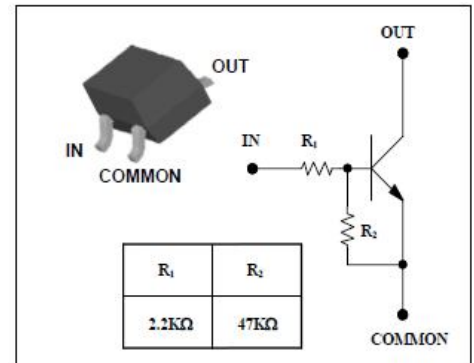 OUT
IN
COMMON
OUT
IN
R₁
R₂
COMMON
R₁ R₂
2.2KΩ 47KΩ